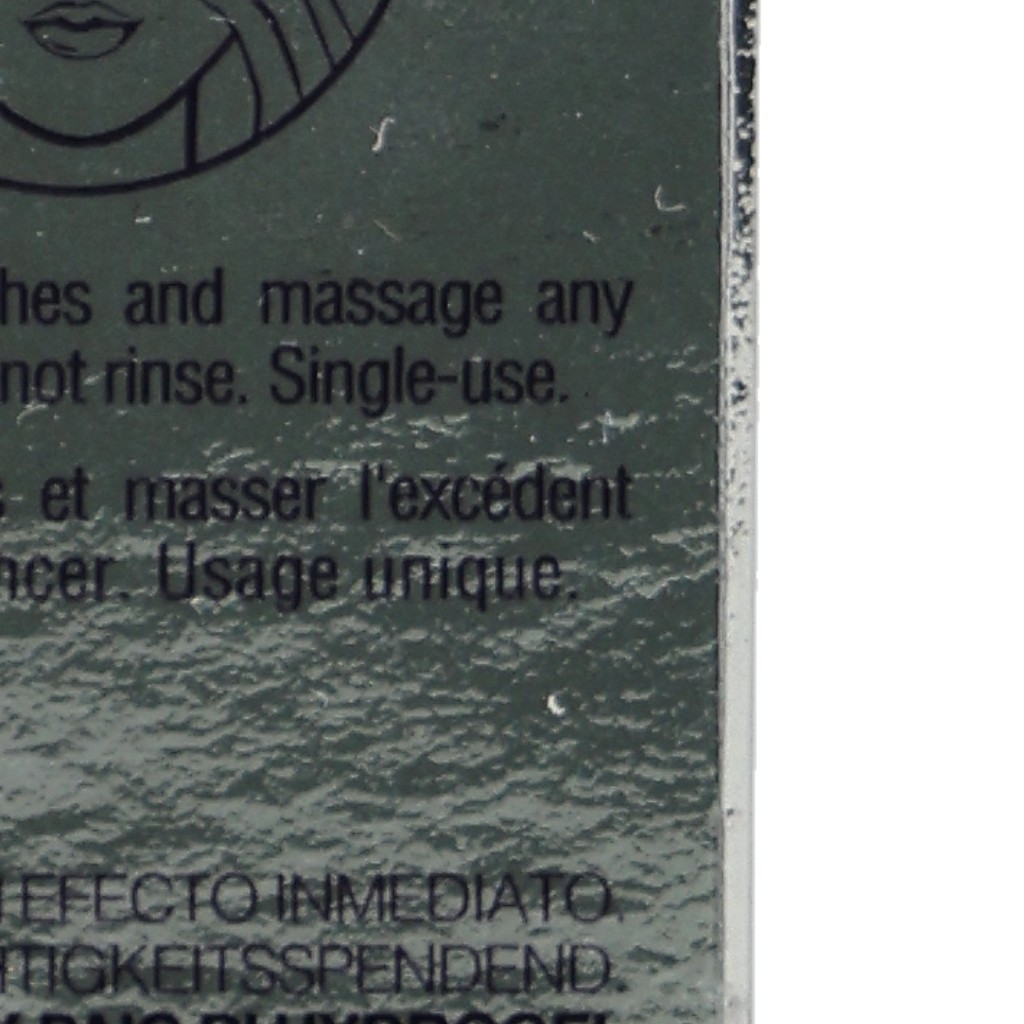 hes and massage any
not rinse. Single-use.
et masser l'excédent
ncer. Usage unique.
EFECTO INMEDIATO.
TIGKEITSSPENDEND.